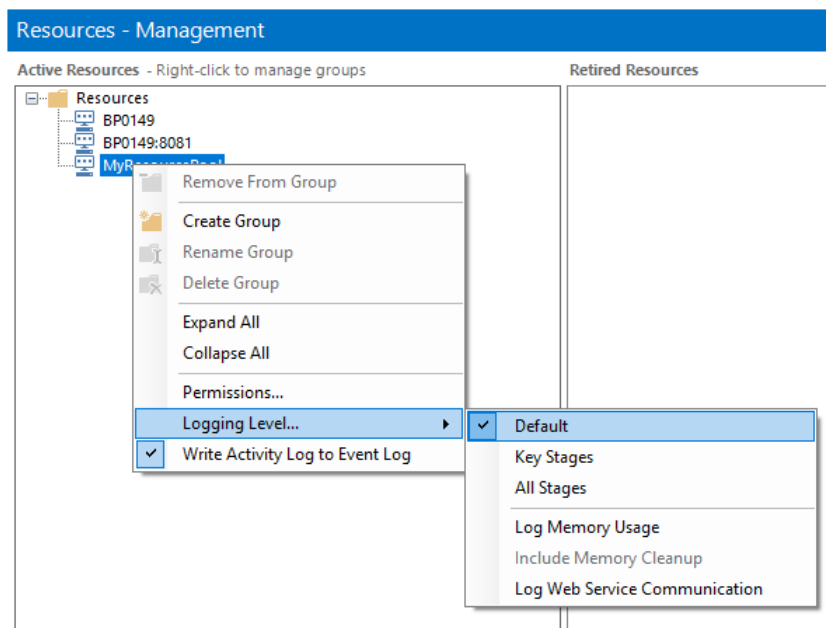 Resources - Management
Active Resources - Right-click to manage groups
Retired Resources
Resources
BP0149
BP0149:8081
Remove From Group
Create Group
Rename Group
Delete Group
Expand All
Collapse All
Permissions...
Logging Level...
Write Activity Log to Event Log
Default
Key Stages
All Stages
Log Memory Usage
Include Memory Cleanup
Log Web Service Communication